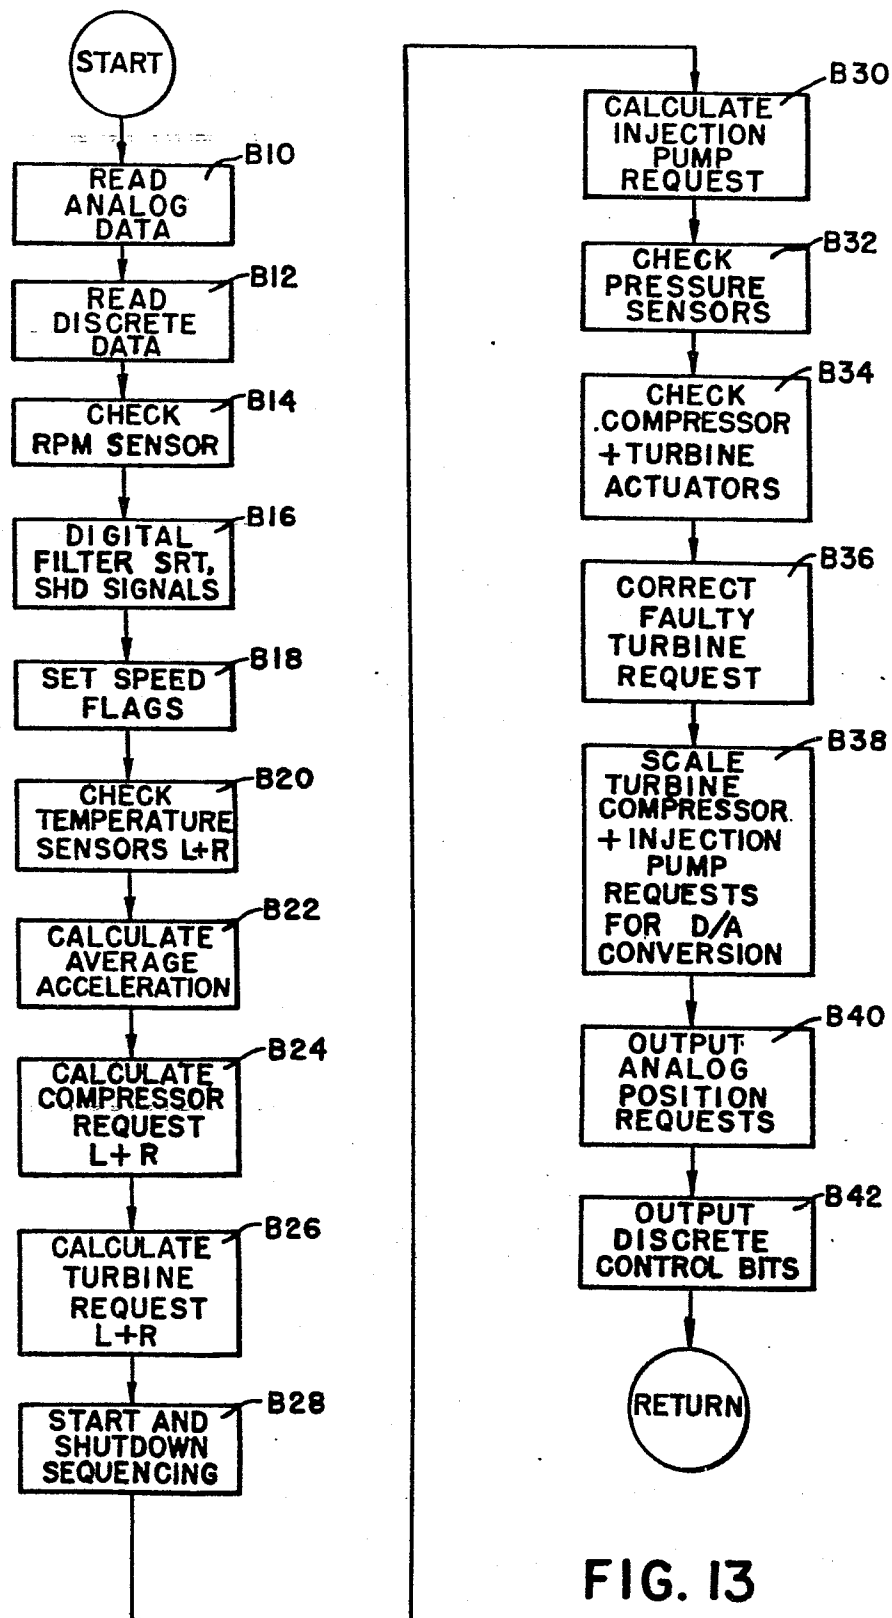 START
B10
READ
ANALOG
DATA
B12
READ
DISCRETE
DATA
B14
CHECK
RPM SENSOR
B16
DIGITAL
FILTER SRT,
SHD SIGNALS
B18
SET SPEED
FLAGS
B20
CHECK
TEMPERATURE
SENSORS L+R
B22
CALCULATE
AVERAGE
ACCELERATION
B24
CALCULATE
COMPRESSOR
REQUEST
L+R
B26
CALCULATE
TURBINE
REQUEST
L+R
B28
START AND
SHUTDOWN
SEQUENCING
B30
CALCULATE
INJECTION
PUMP
REQUEST
B32
CHECK
PRESSURE
SENSORS
B34
CHECK
COMPRESSOR
+TURBINE
ACTUATORS
B36
CORRECT
FAULTY
TURBINE
REQUEST
B38
SCALE
TURBINE
COMPRESSOR
+INJECTION
PUMP
REQUESTS
FOR D/A
CONVERSION
B40
OUTPUT
ANALOG
POSITION
REQUESTS
B42
OUTPUT
DISCRETE
CONTROL BITS
RETURN
FIG. 13